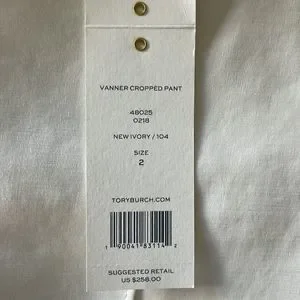 VANNER CROPPED PANT
48025
0218
NEW IVORY / 104
SIZE
2
TORYBURCH.COM
1 90041 83114 2
SUGGESTED RETAIL
US $258.00